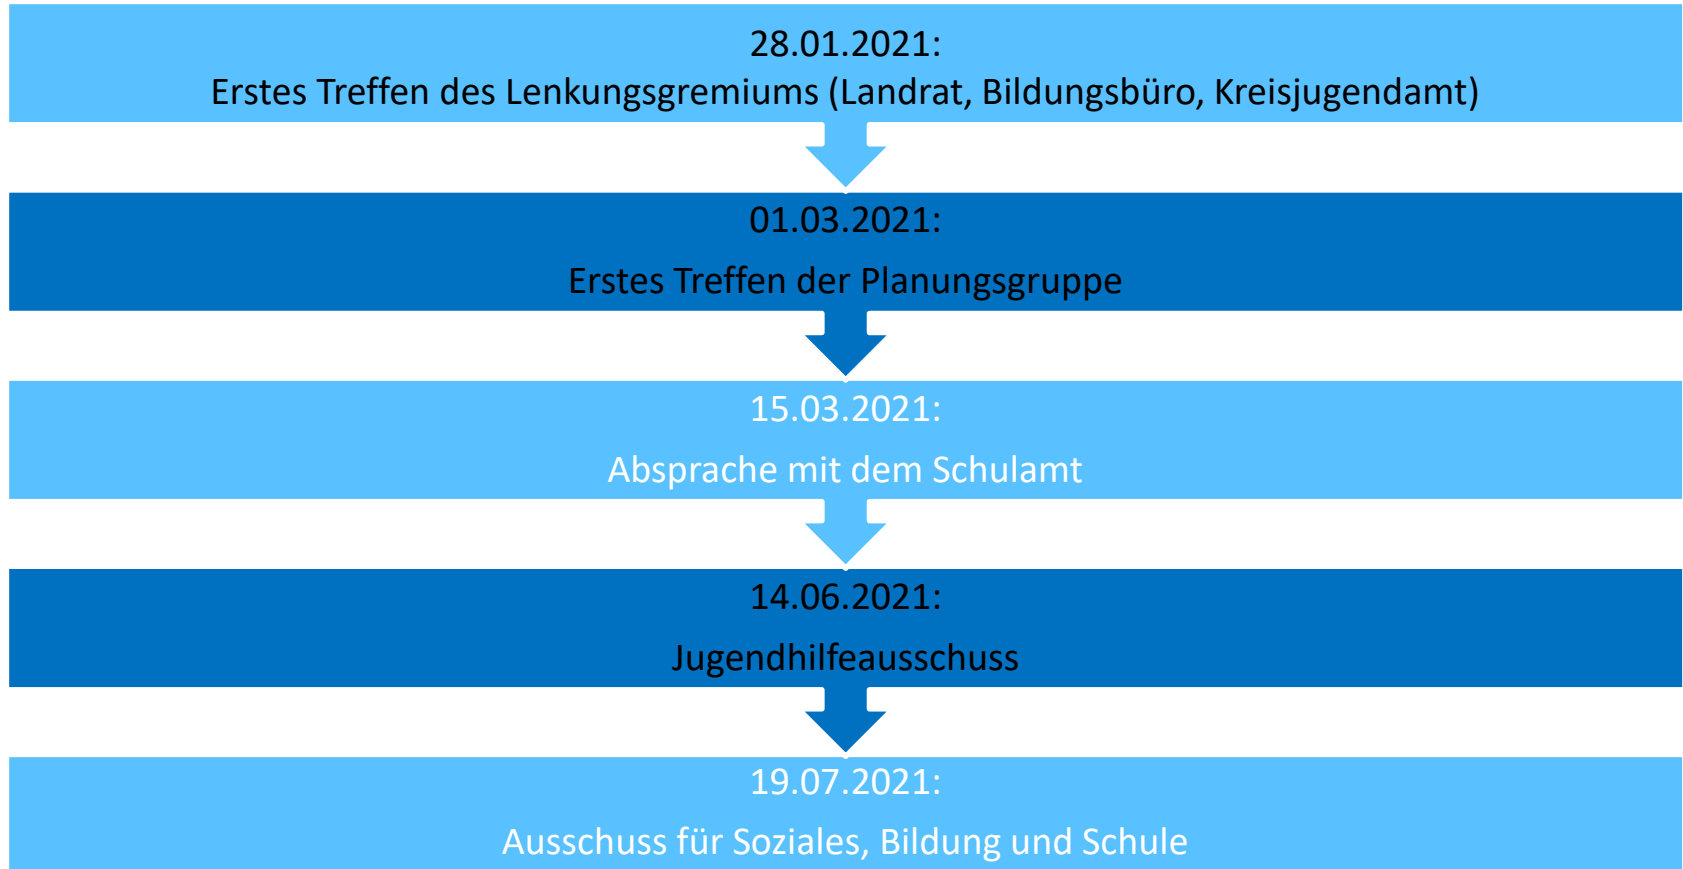 28.01.2021:
Erstes Treffen des Lenkungsgremiums (Landrat, Bildungsbüro, Kreisjugendamt)
01.03.2021:
Erstes Treffen der Planungsgruppe
15.03.2021:
Absprache mit dem Schulamt
14.06.2021:
Jugendhilfeausschuss
19.07.2021:
Ausschuss für Soziales, Bildung und Schule